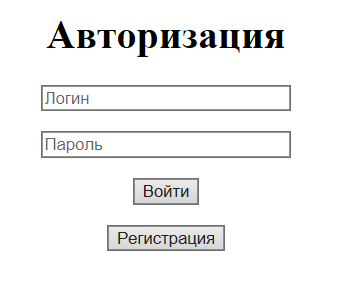 Авторизация
Логин
Пароль
Войти
Регистрация